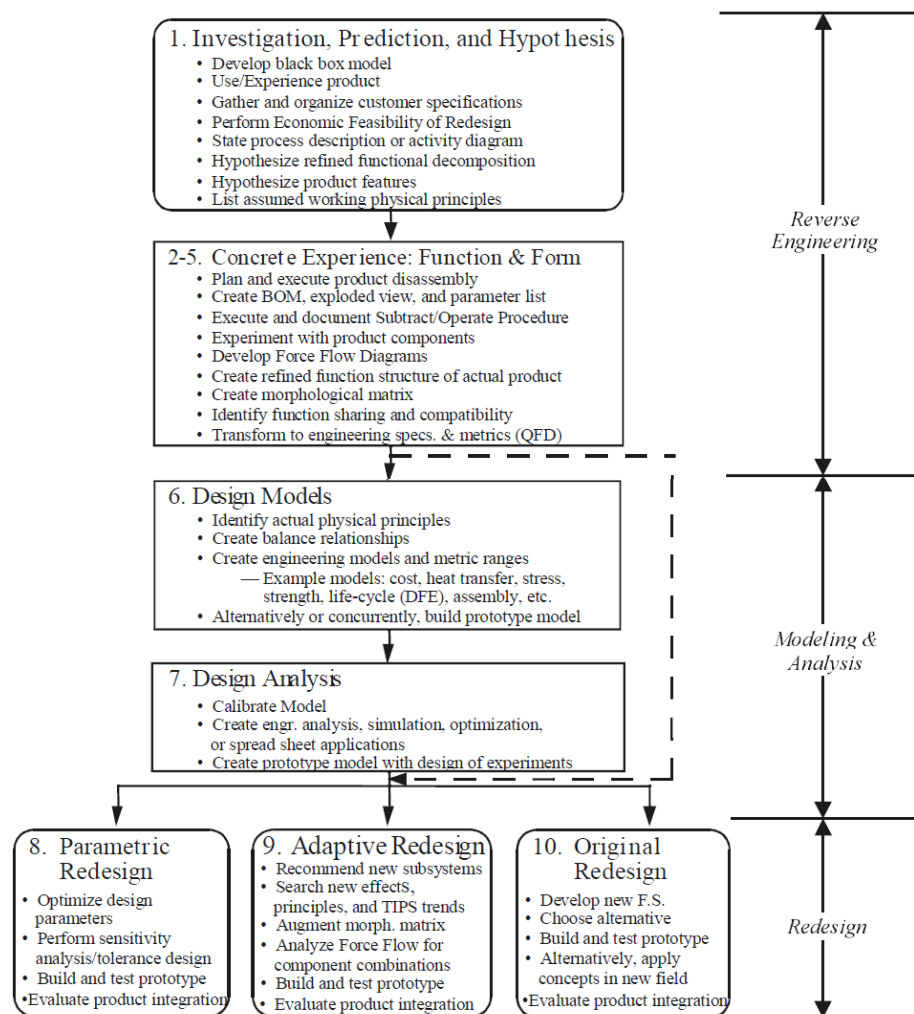 1. Investigation, Prediction, and Hypothesis
• Develop black box model
• Use/Experience product
• Gather and organize customer specifications
• Perform Economic Feasibility of Redesign
• State process description or activity diagram
• Hypothesize refined functional decomposition
• Hypothesize product features
• List assumed working physical principles
Reverse
Engineering
2-5. Concrete Experience: Function & Form
• Plan and execute product disassembly
• Create BOM, exploded view, and parameter list
• Execute and document Subtract/Operate Procedure
• Experiment with product components
• Develop Force Flow Diagrams
• Create refined function structure of actual product
• Create morphological matrix
• Identify function sharing and compatibility
• Transform to engineering specs. & metrics (QFD)
6. Design Models
• Identify actual physical principles
• Create balance relationships
• Create engineering models and metric ranges
— Example models: cost, heat transfer, stress,
strength, life-cycle (DFE), assembly, etc.
• Alternatively or concurrently, build prototype model
Modeling &
Analysis
7. Design Analysis
• Calibrate Model
• Create engr. analysis, simulation, optimization,
or spread sheet applications
• Create prototype model with design of experiments
8. Parametric
Redesign
• Optimize design
parameters
• Perform sensitivity
analysis/tolerance design
• Build and test prototype
•Evaluate product integration
9. Adaptive Redesign
• Recommend new subsystems
• Search new effects,
principles, and TIPS trends
• Augment morph. matrix
• Analyze Force Flow for
component combinations
• Build and test prototype
• Evaluate product integration
10. Original
Redesign
• Develop new F.S.
• Choose alternative
• Build and test prototype
• Alternatively, apply
concepts in new field
•Evaluate product integration
Redesign